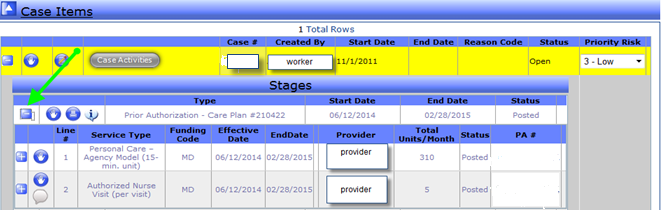 Case Items
1 Total Rows
Case # Created By Start Date End Date Reason Code Status Priority Risk
Case Activities worker 11/1/2011 Open 3 - Low
Stages
Type Start Date End Date Status
Prior Authorization - Care Plan #210422 06/12/2014 02/28/2015 Posted
Line # Service Type Funding Code Effective Date EndDate Provider Total Units/Month Status PA #
1 Personal Care – Agency Model (15-min. unit) MD 06/12/2014 02/28/2015 provider 310 Posted
2 Authorized Nurse Visit (per visit) MD 06/12/2014 02/28/2015 provider 5 Posted